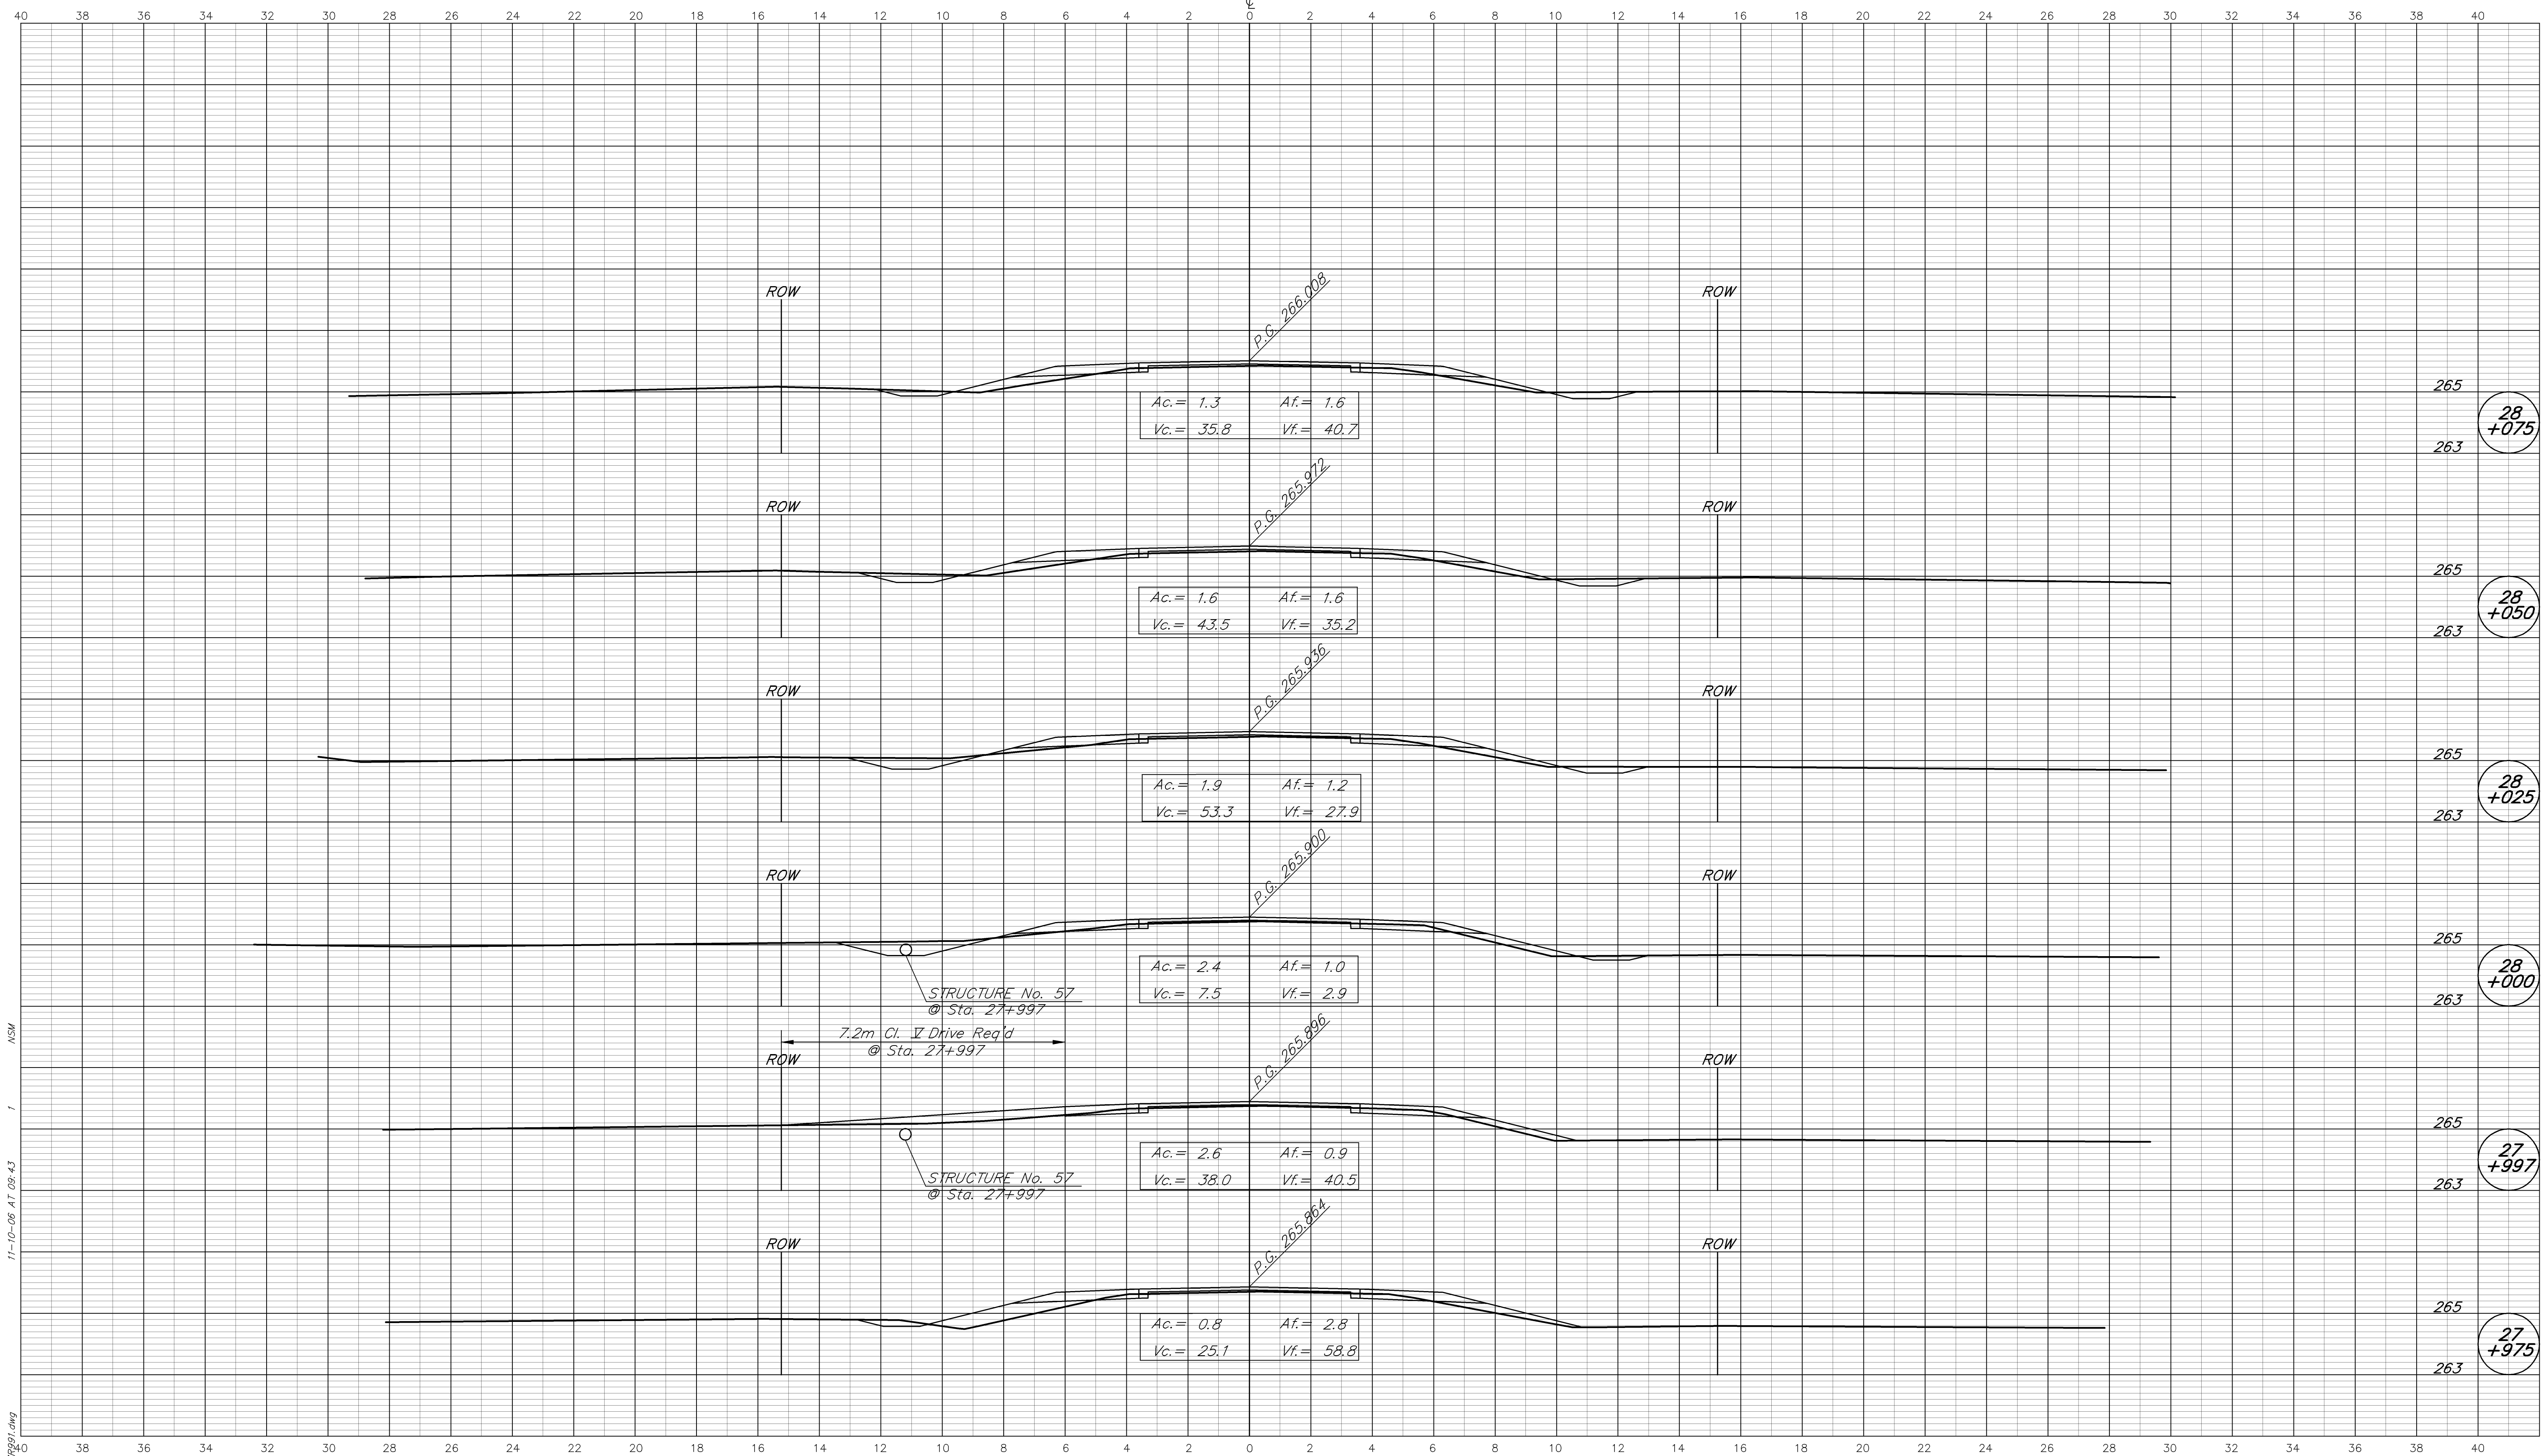 ℄
40 38 36 34 32 30 28 26 24 22 20 18 16 14 12 10 8 6 4 2 0 2 4 6 8 10 12 14 16 18 20 22 24 26 28 30 32 34 36 38 40
P.G. 266.008
ROW ROW
265
Ac.= 1.3 Af.= 1.6
Vc.= 35.8 Vf.= 40.7
28
+075
263
P.G. 265.972
ROW ROW
265
Ac.= 1.6 Af.= 1.6
Vc.= 43.5 Vf.= 35.2
28
+050
263
P.G. 265.936
ROW ROW
265
Ac.= 1.9 Af.= 1.2
Vc.= 53.3 Vf.= 27.9
28
+025
263
P.G. 265.900
ROW ROW
265
Ac.= 2.4 Af.= 1.0
Vc.= 7.5 Vf.= 2.9
28
+000
STRUCTURE No. 57
@ Sta. 27+997
263
7.2m Cl. V Drive Req'd
@ Sta. 27+997
P.G. 265.896
ROW ROW
265
Ac.= 2.6 Af.= 0.9
Vc.= 38.0 Vf.= 40.5
27
+997
STRUCTURE No. 57
@ Sta. 27+997
263
P.G. 265.864
ROW ROW
265
Ac.= 0.8 Af.= 2.8
Vc.= 25.1 Vf.= 58.8
27
+975
263
40 38 36 34 32 30 28 26 24 22 20 18 16 14 12 10 8 6 4 2 0 2 4 6 8 10 12 14 16 18 20 22 24 26 28 30 32 34 36 38 40
11-10-06 AT 09:43 1 NSM